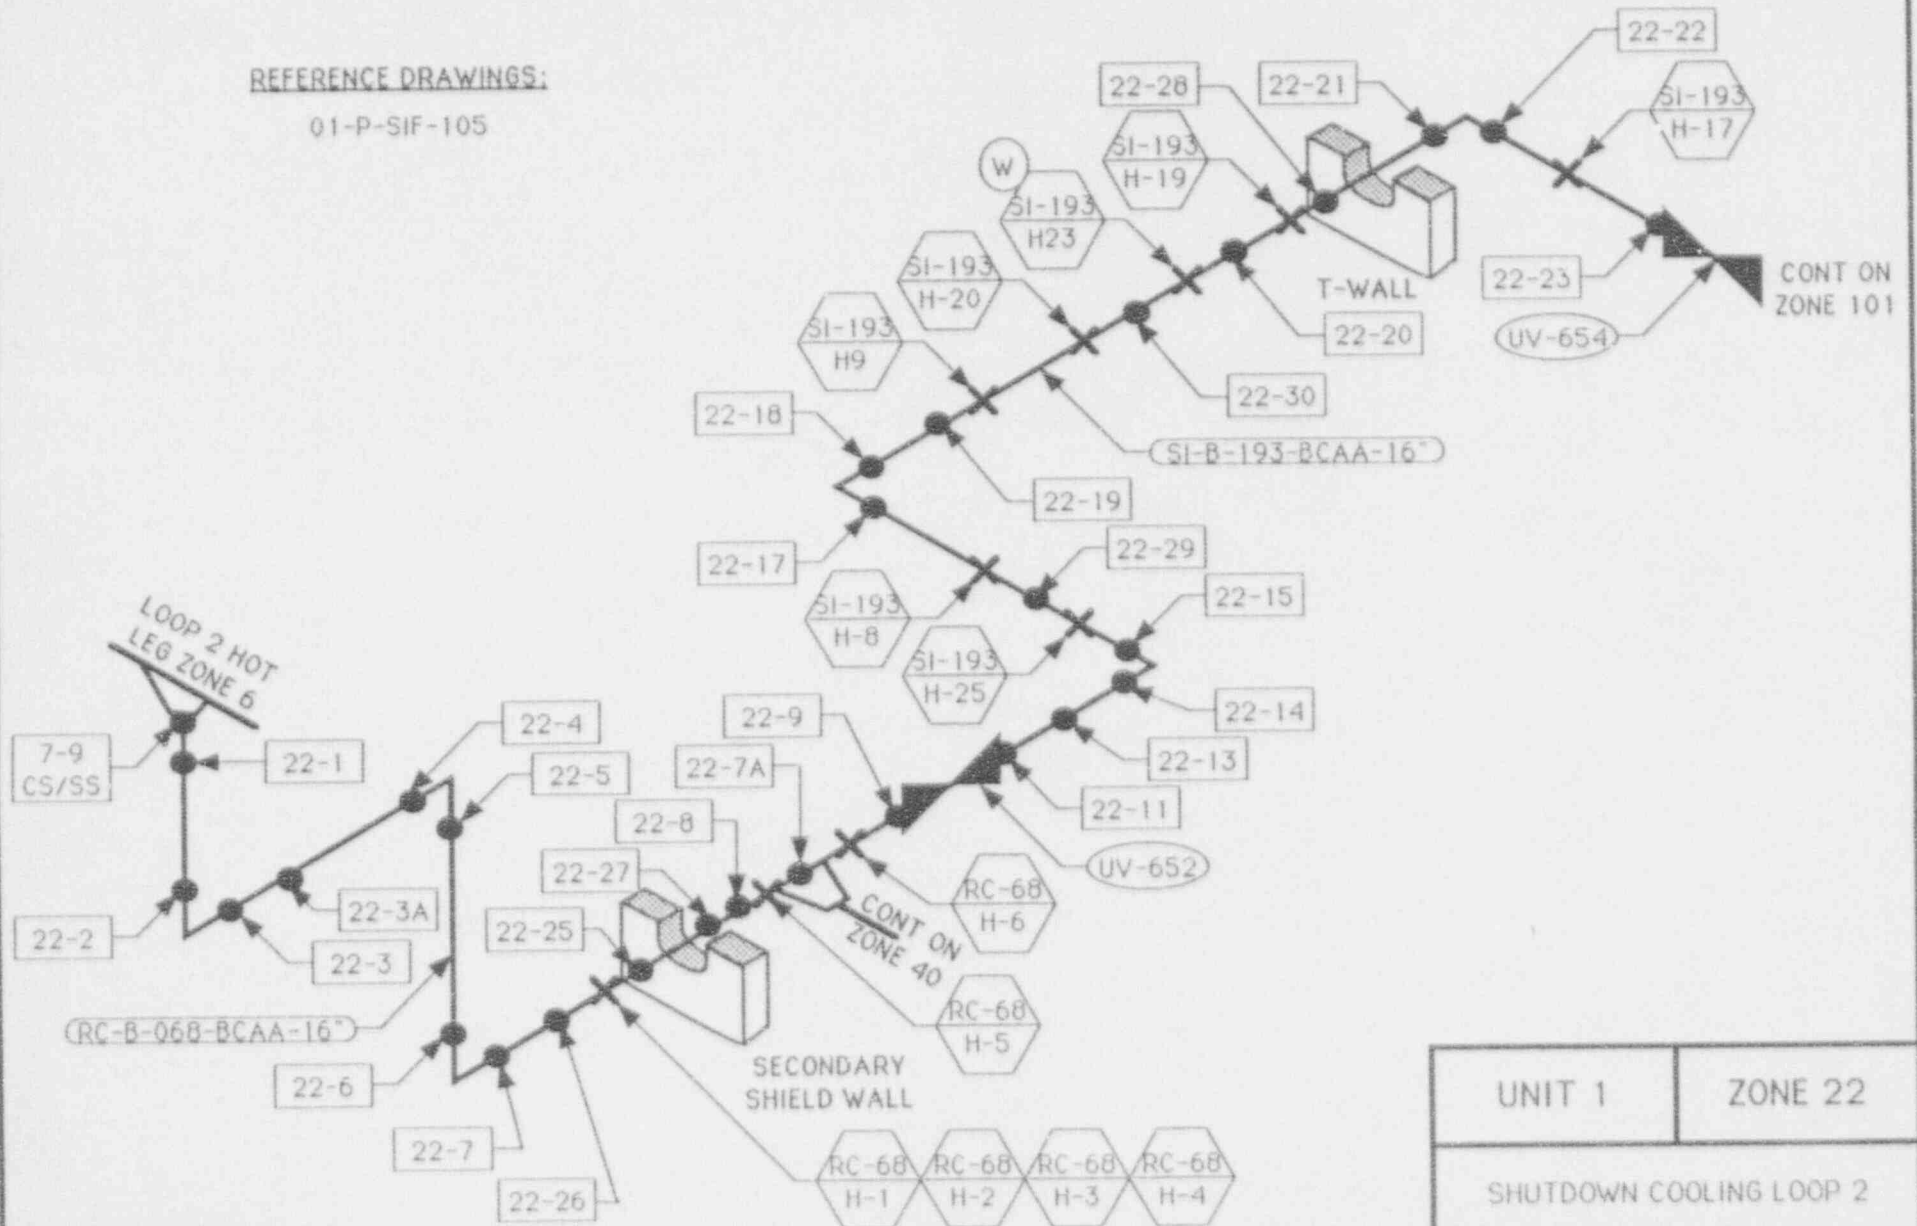 REFERENCE DRAWINGS:
01-P-SIF-105
22-22
22-28
22-21
SI-193
H-17
SI-193
H-19
W
SI-193
H23
SI-193
H-20
T-WALL
22-23
CONT ON
ZONE 101
UV-654
22-20
SI-193
H9
22-30
22-18
SI-B-193-BCAA-16"
22-19
22-17
22-29
SI-193
H-8
22-15
SI-193
H-25
22-14
LOOP 2 HOT
LEG ZONE 6
7-9
CS/SS
22-1
22-4
22-5
22-9
22-7A
22-13
22-11
22-8
UV-652
22-27
RC-68
H-6
22-3A
22-2
22-3
22-25
CONT ON
ZONE 40
RC-68
H-5
RC-B-068-BCAA-16"
22-6
SECONDARY
SHIELD WALL
22-7
22-26
RC-68
H-1
RC-68
H-2
RC-68
H-3
RC-68
H-4
UNIT 1
ZONE 22
SHUTDOWN COOLING LOOP 2